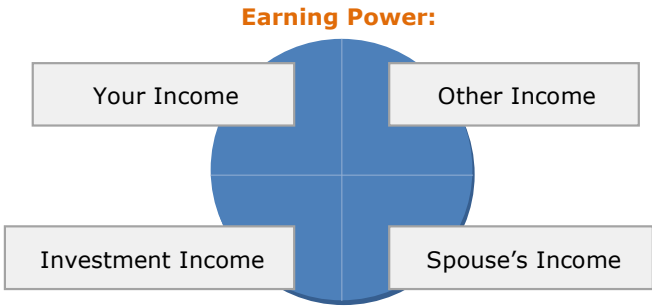 Earning Power:
Your Income
Other Income
Investment Income
Spouse’s Income